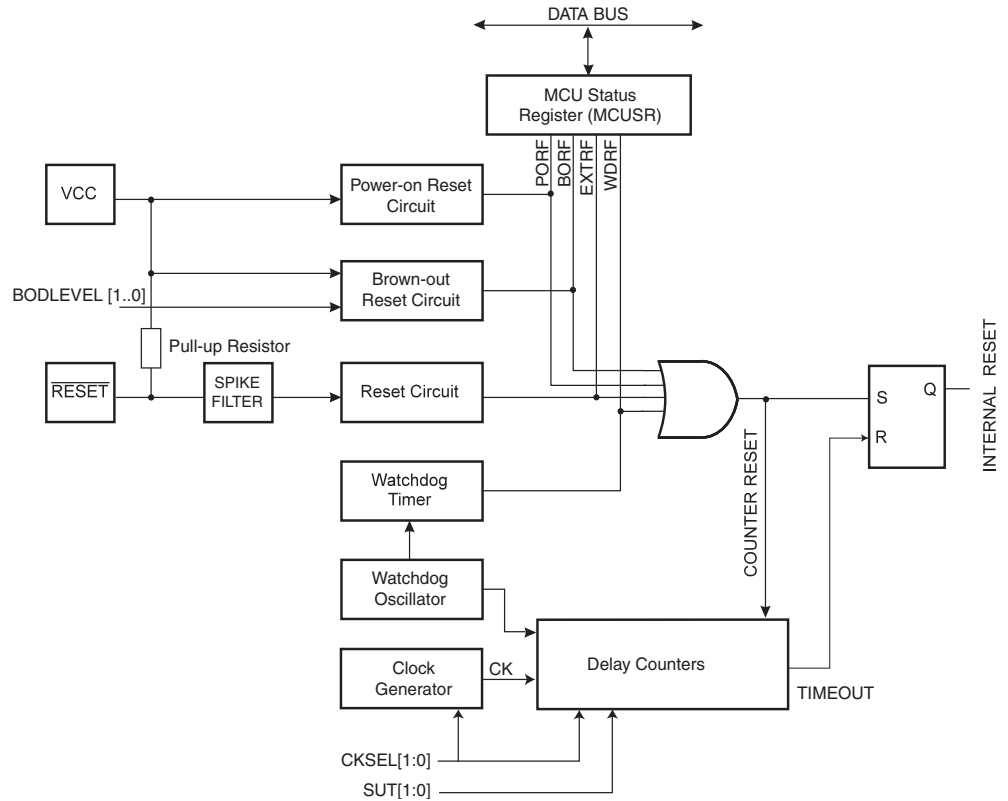 DATA BUS
MCU Status
Register (MCUSR)
PORF
BORF
EXTRF
WDRF
VCC
Power-on Reset
Circuit
BODLEVEL [1..0]
Brown-out
Reset Circuit
Pull-up Resistor
RESET
SPIKE
FILTER
Reset Circuit
S
Q
R
INTERNAL RESET
Watchdog
Timer
COUNTER RESET
Watchdog
Oscillator
Clock
Generator
CK
Delay Counters
TIMEOUT
CKSEL[1:0]
SUT[1:0]